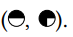 (◓, ◕).